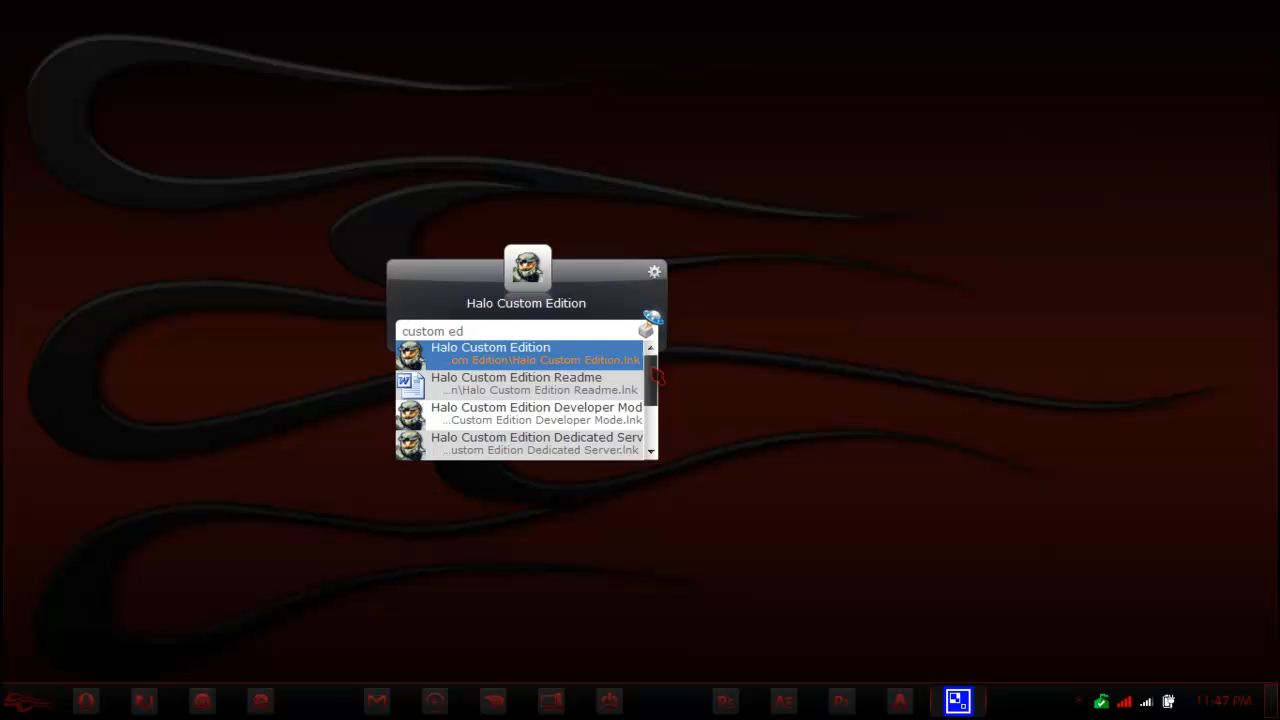 Halo Custom Edition
custom ed
Halo Custom Edition
...om Edition\Halo Custom Edition.lnk
Halo Custom Edition Readme
...n\Halo Custom Edition Readme.lnk
Halo Custom Edition Developer Mod
...Custom Edition Developer Mode.lnk
Halo Custom Edition Dedicated Serv
...ustom Edition Dedicated Server.lnk
Ps
AE
11:47 PM